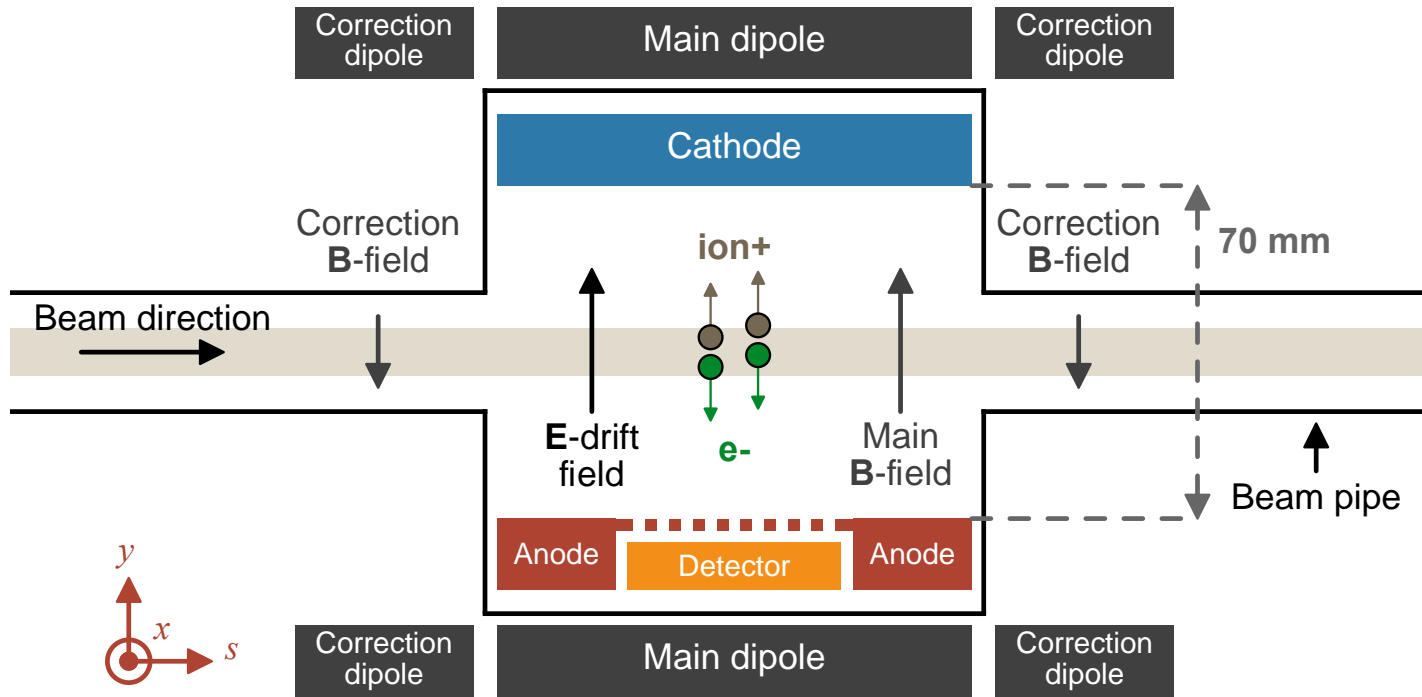 Correction
dipole
Main dipole
Correction
dipole
Cathode
Correction
B-field
ion+
Correction
B-field
70 mm
Beam direction
E-drift
field
e-
Main
B-field
Beam pipe
Anode
Detector
Anode
y
x
s
Correction
dipole
Main dipole
Correction
dipole